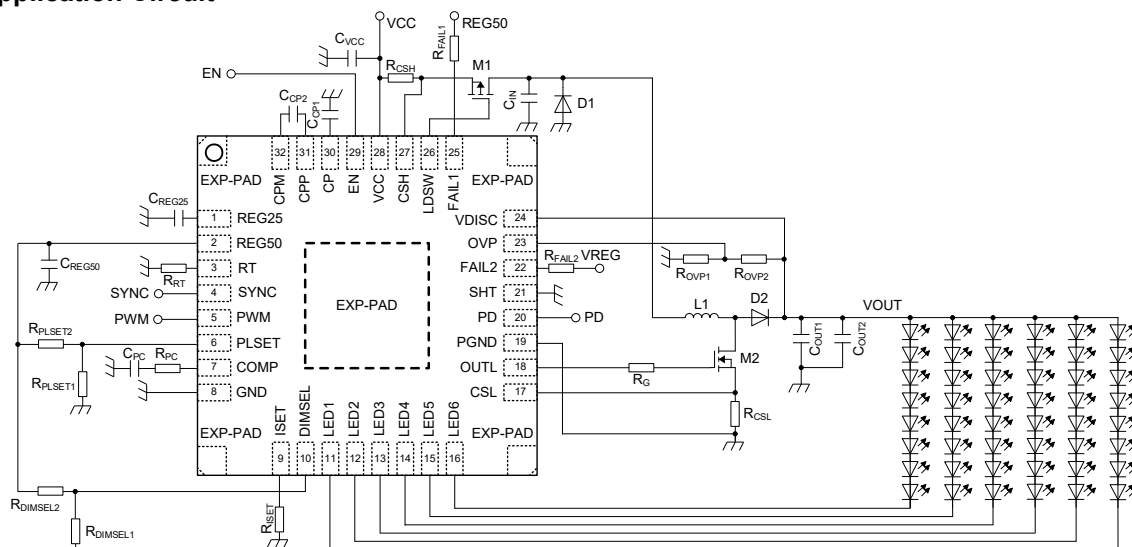 Application Circuit
VCC
REG50
CVCC
RFAIL1
RCSH
M1
EN
CCP2
CCP1
CIN
D1
32
31
30
29
28
27
26
25
EXP-PAD
CPM
CPP
CP
EN
VCC
CSH
LDSW
FAIL1
EXP-PAD
CREG25
1
REG25
VDISC
24
2
REG50
OVP
23
CREG50
RRT
3
RT
FAIL2
22
RFAIL2
VREG
ROVP1
ROVP2
SYNC
4
SYNC
EXP-PAD
SHT
21
L1
D2
VOUT
PWM
5
PWM
PD
20
PD
RPLSET2
6
PLSET
PGND
19
COUT1
COUT2
CPC
RPC
7
COMP
OUTL
18
RG
M2
RPLSET1
8
GND
CSL
17
RCSL
ISET
DIMSEL
LED1
LED2
LED3
LED4
LED5
LED6
EXP-PAD
EXP-PAD
9
10
11
12
13
14
15
16
RDIMSEL2
RISET
RDIMSEL1